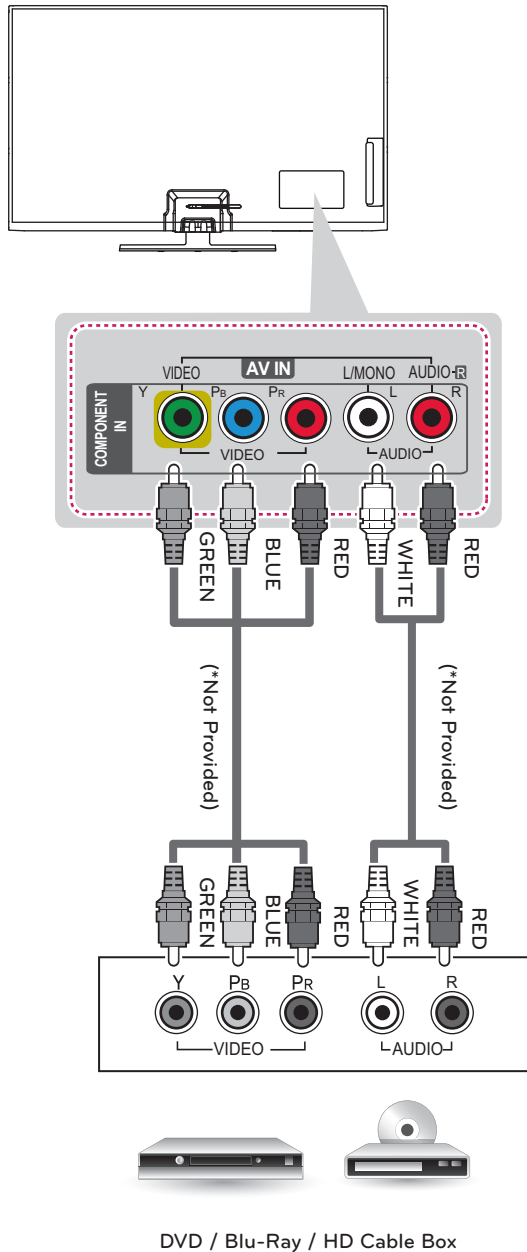 AV IN
VIDEO L/MONO AUDIO R
COMPONENT IN
Y PB PR L R
VIDEO AUDIO
GREEN BLUE RED WHITE RED
(*Not Provided) (*Not Provided)
GREEN BLUE RED WHITE RED
Y PB PR L R
VIDEO AUDIO
DVD / Blu-Ray / HD Cable Box